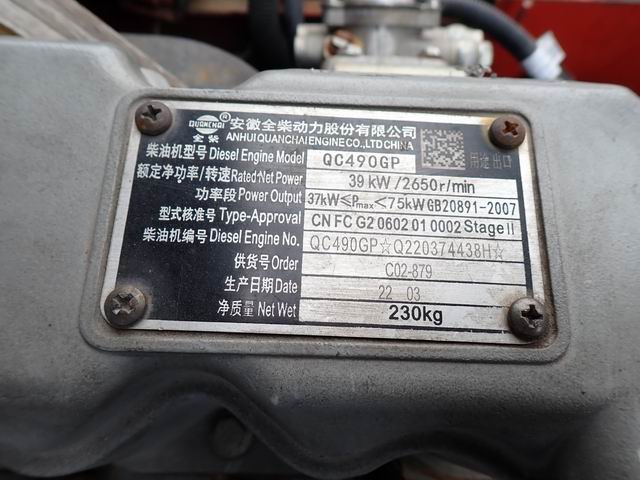 QUANCHAI ®
全柴
安徽全柴动力股份有限公司
ANHUI QUANCHAI ENGINE CO., LTD CHINA
柴油机型号 Diesel Engine Model QC490GP
用途 出口
额定净功率/转速 Rated Net Power 39 kW /2650 r/min
功率段 Power Output 37kW ≤Pmax<75kW GB20891-2007
型式核准号 Type-Approval CN FC G2 0602 01 0002 Stage II
柴油机编号 Diesel Engine No. QC490GP☆Q220374438H☆
供货号 Order C02-879
生产日期 Date 22 03
净质量 Net Wet 230kg